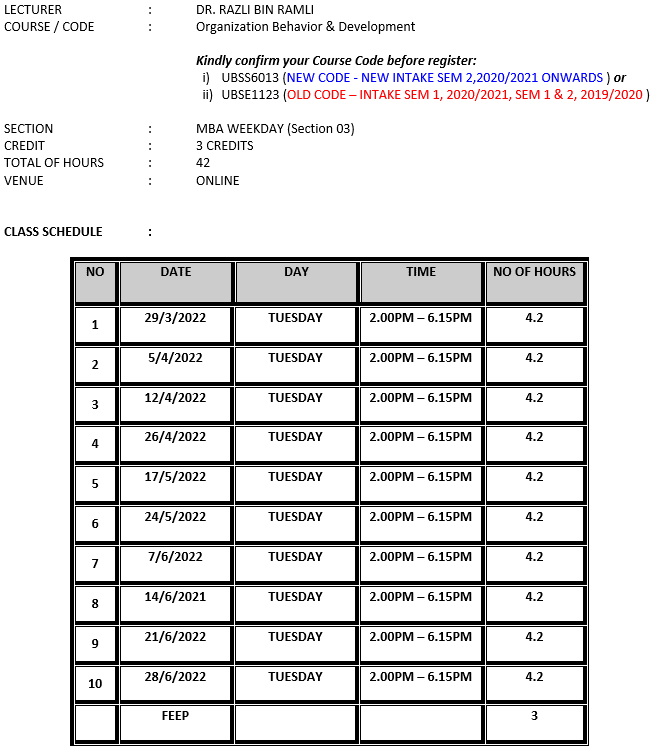 LECTURER : DR. RAZLI BIN RAMLI
COURSE / CODE : Organization Behavior & Development
Kindly confirm your Course Code before register:
i) UBSS6013 (NEW CODE - NEW INTAKE SEM 2,2020/2021 ONWARDS ) or
ii) UBSE1123 (OLD CODE – INTAKE SEM 1, 2020/2021, SEM 1 & 2, 2019/2020 )
SECTION : MBA WEEKDAY (Section 03)
CREDIT : 3 CREDITS
TOTAL OF HOURS : 42
VENUE : ONLINE
CLASS SCHEDULE :
NO DATE DAY TIME NO OF HOURS
1 29/3/2022 TUESDAY 2.00PM – 6.15PM 4.2
2 5/4/2022 TUESDAY 2.00PM – 6.15PM 4.2
3 12/4/2022 TUESDAY 2.00PM – 6.15PM 4.2
4 26/4/2022 TUESDAY 2.00PM – 6.15PM 4.2
5 17/5/2022 TUESDAY 2.00PM – 6.15PM 4.2
6 24/5/2022 TUESDAY 2.00PM – 6.15PM 4.2
7 7/6/2022 TUESDAY 2.00PM – 6.15PM 4.2
8 14/6/2021 TUESDAY 2.00PM – 6.15PM 4.2
9 21/6/2022 TUESDAY 2.00PM – 6.15PM 4.2
10 28/6/2022 TUESDAY 2.00PM – 6.15PM 4.2
FEEP 3